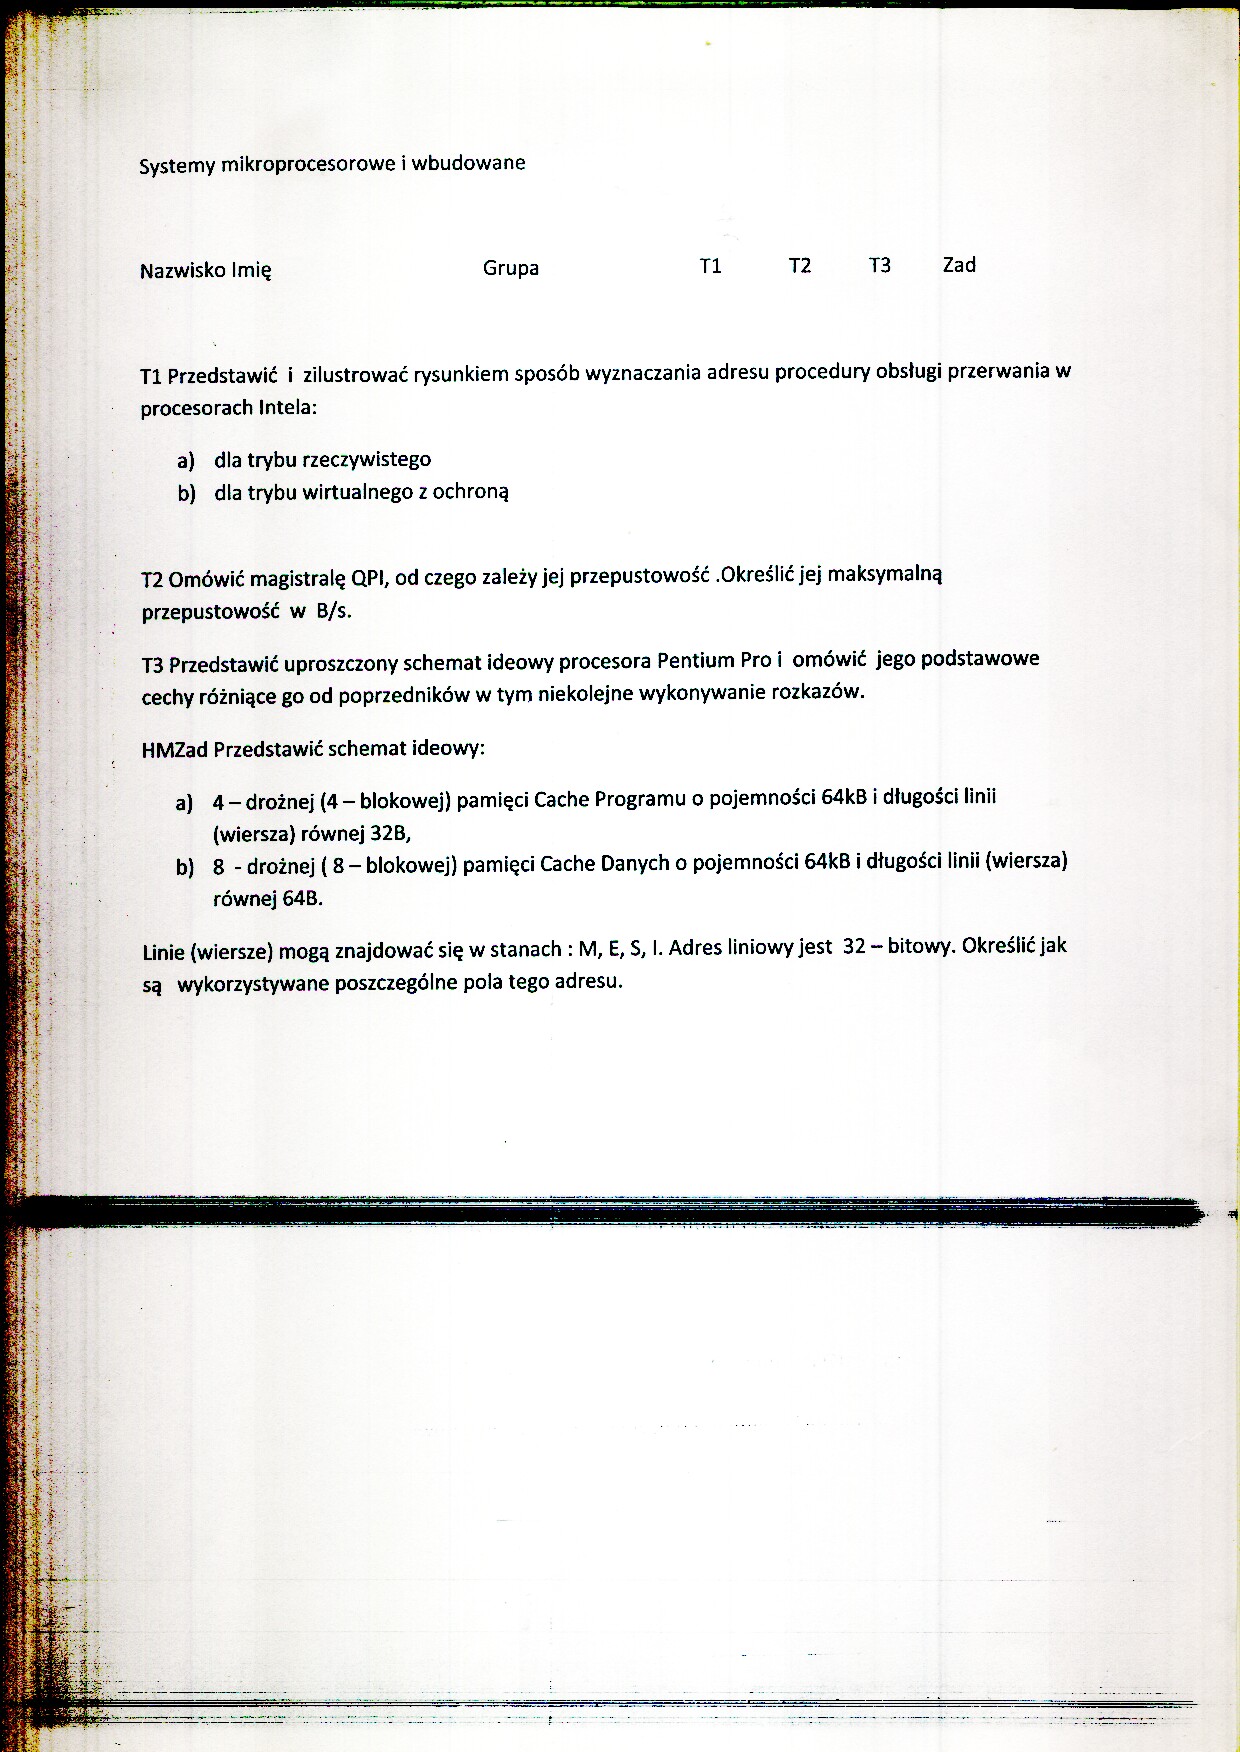 Systemy mikroprocesorowe i wbudowane
Nazwisko Imię Grupa T1 T2 T3 Zad
T1 Przedstawić i zilustrować rysunkiem sposób wyznaczania adresu procedury obsługi przerwania w
procesorach Intela:
a) dla trybu rzeczywistego
b) dla trybu wirtualnego z ochroną
T2 Omówić magistralę QPI, od czego zależy jej przepustowość .Określić jej maksymalną
przepustowość w B/s.
T3 Przedstawić uproszczony schemat ideowy procesora Pentium Pro i omówić jego podstawowe
cechy różniące go od poprzedników w tym niekolejne wykonywanie rozkazów.
HMZad Przedstawić schemat ideowy:
a) 4 – drożnej (4 – blokowej) pamięci Cache Programu o pojemności 64kB i długości linii
(wiersza) równej 32B,
b) 8 - drożnej ( 8 – blokowej) pamięci Cache Danych o pojemności 64kB i długości linii (wiersza)
równej 64B.
Linie (wiersze) mogą znajdować się w stanach : M, E, S, I. Adres liniowy jest 32 – bitowy. Określić jak
są wykorzystywane poszczególne pola tego adresu.